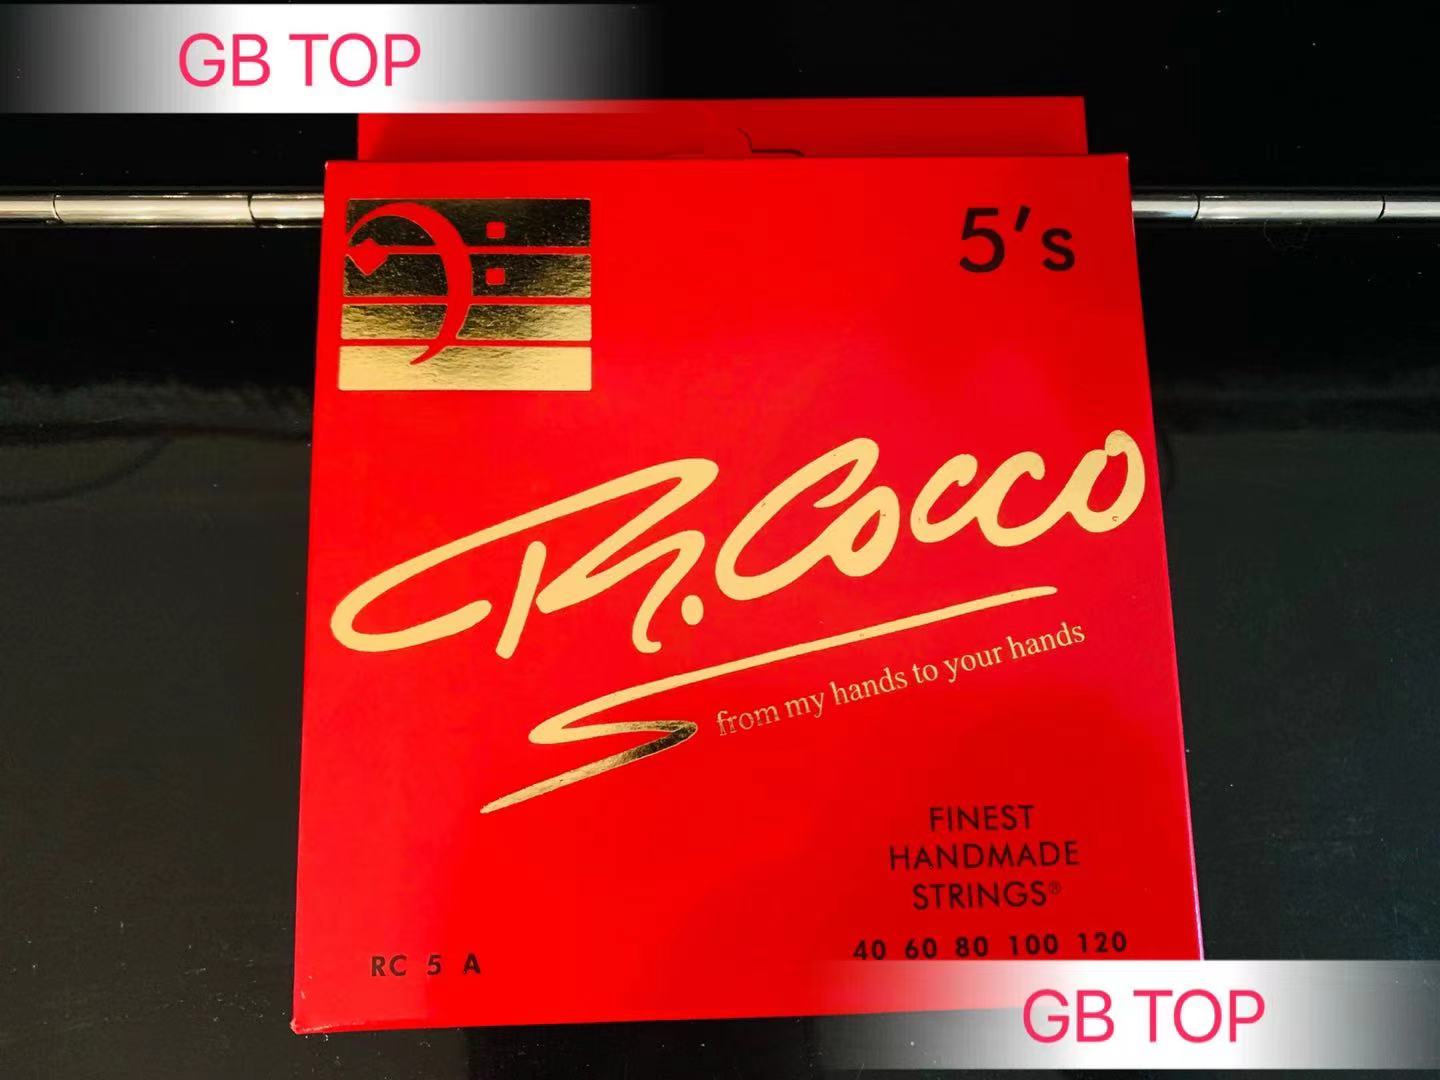 GB TOP
5's
R. Cocco
from my hands to your hands
FINEST
HANDMADE
STRINGS®
RC 5 A
40 60 80 100 120
GB TOP